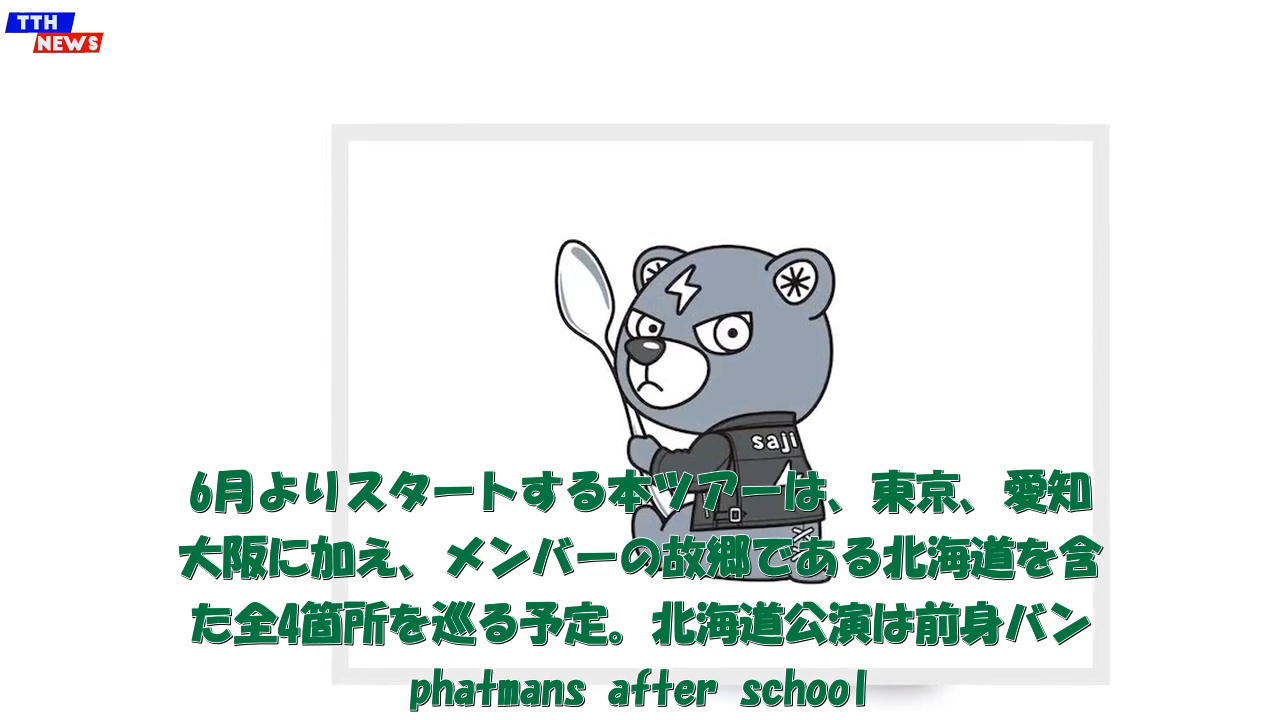 TTH
NEWS
saji
6月よりスタートする本ツアーは、東京、愛知
大阪に加え、メンバーの故郷である北海道を含
た全4箇所を巡る予定。北海道公演は前身バン
phatmans after school